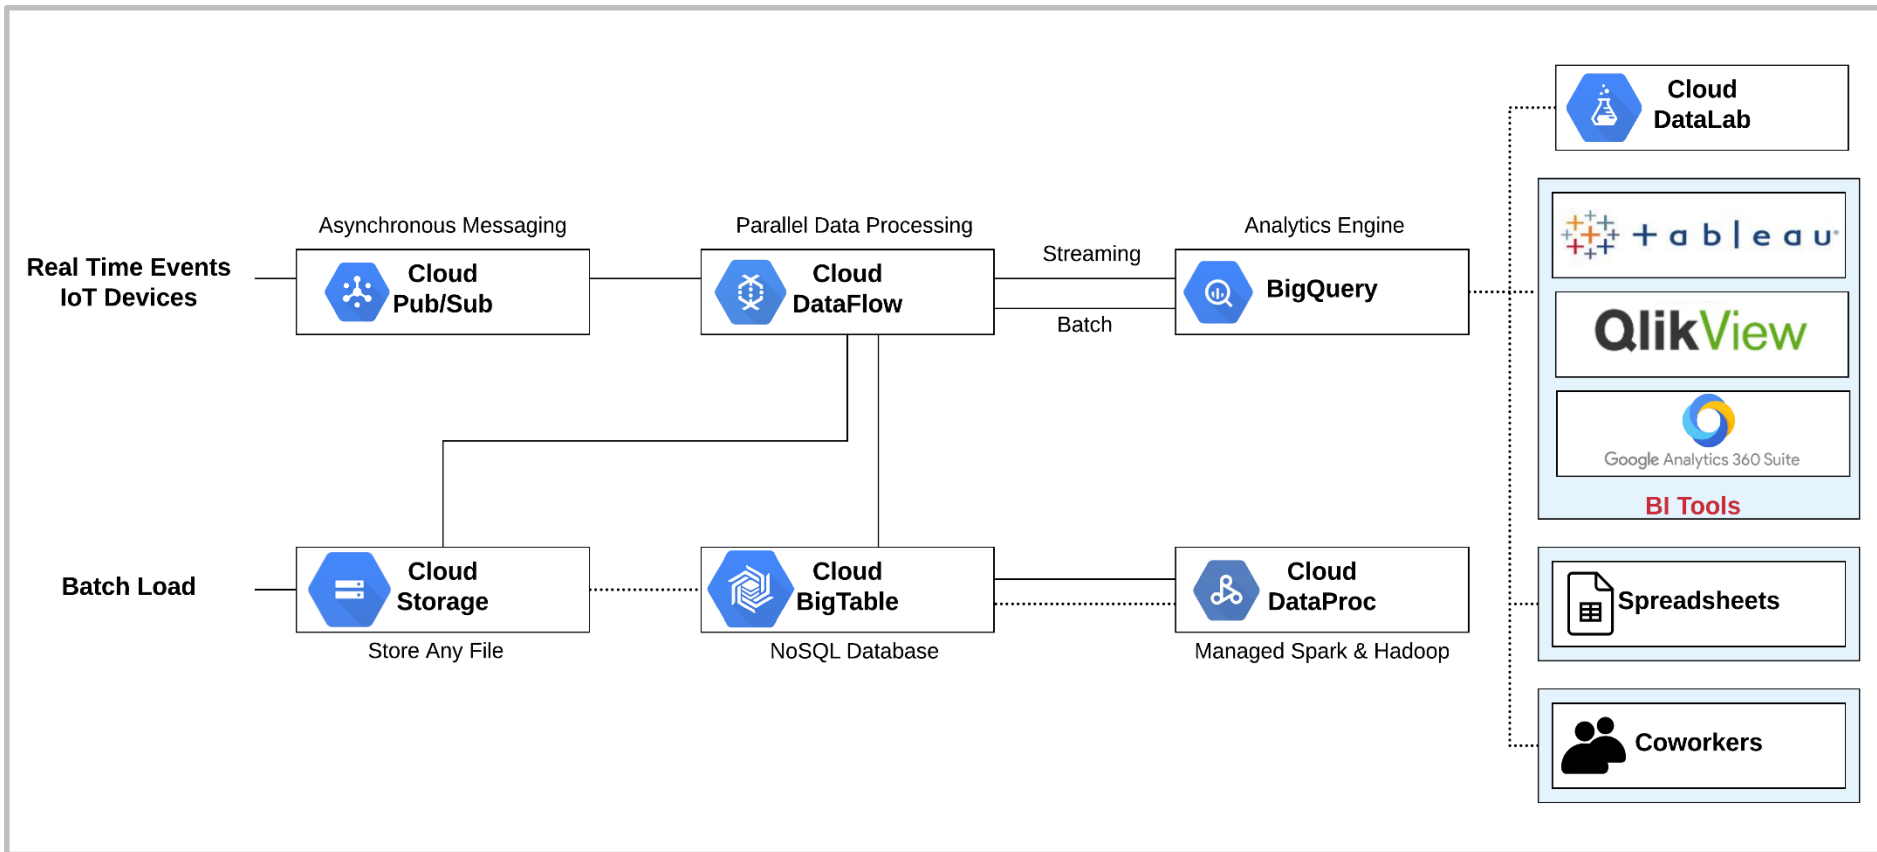 Cloud
DataLab
Asynchronous Messaging
Parallel Data Processing
Analytics Engine
+ a b | e a u
Real Time Events
IoT Devices
Cloud
Pub/Sub
Cloud
DataFlow
Streaming
Batch
BigQuery
QlikView
Google Analytics 360 Suite
BI Tools
Batch Load
Cloud
Storage
Store Any File
Cloud
BigTable
NoSQL Database
Cloud
DataProc
Managed Spark & Hadoop
Spreadsheets
Coworkers